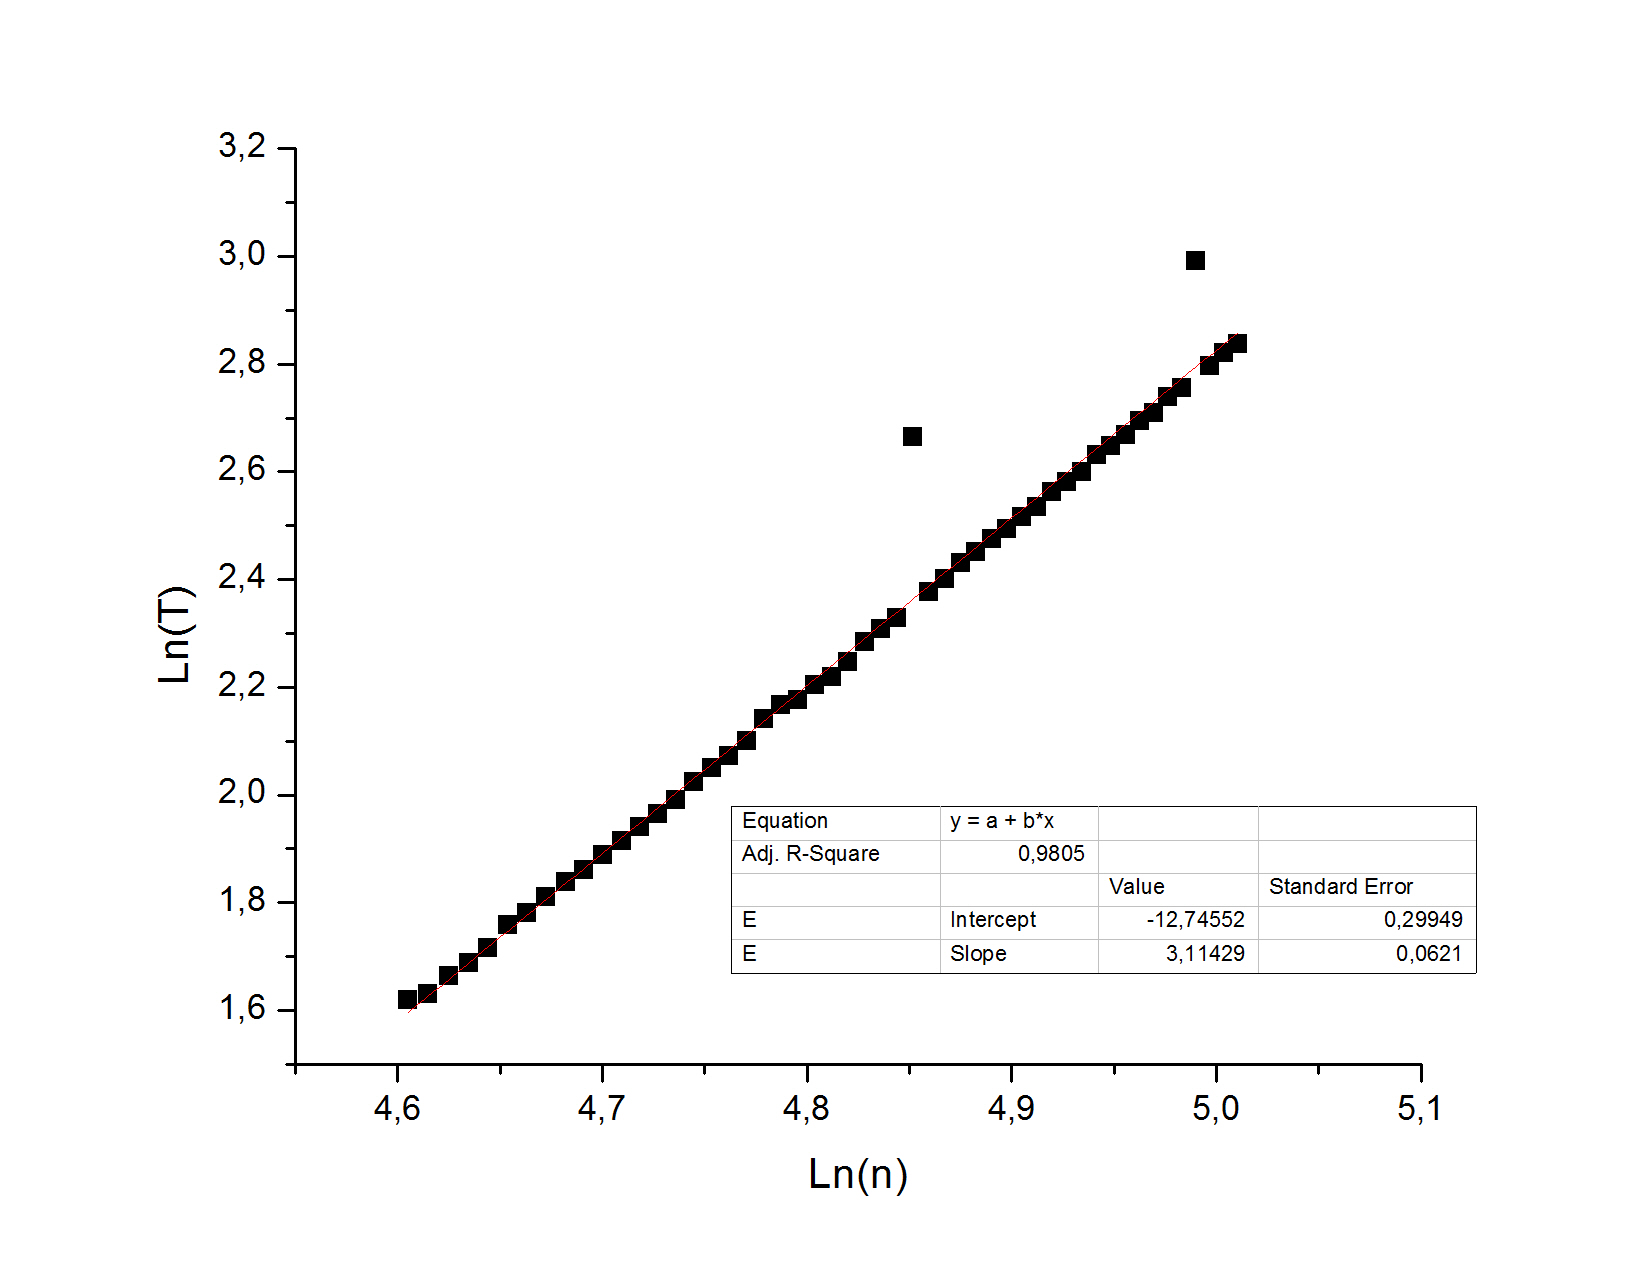 3,2
3,0
2,8
2,6
2,4
2,2
2,0
1,8
1,6
Ln(T)
Equation y = a + b*x
Adj. R-Square 0,9805
Value Standard Error
E Intercept -12,74552 0,29949
E Slope 3,11429 0,0621
4,6 4,7 4,8 4,9 5,0 5,1
Ln(n)